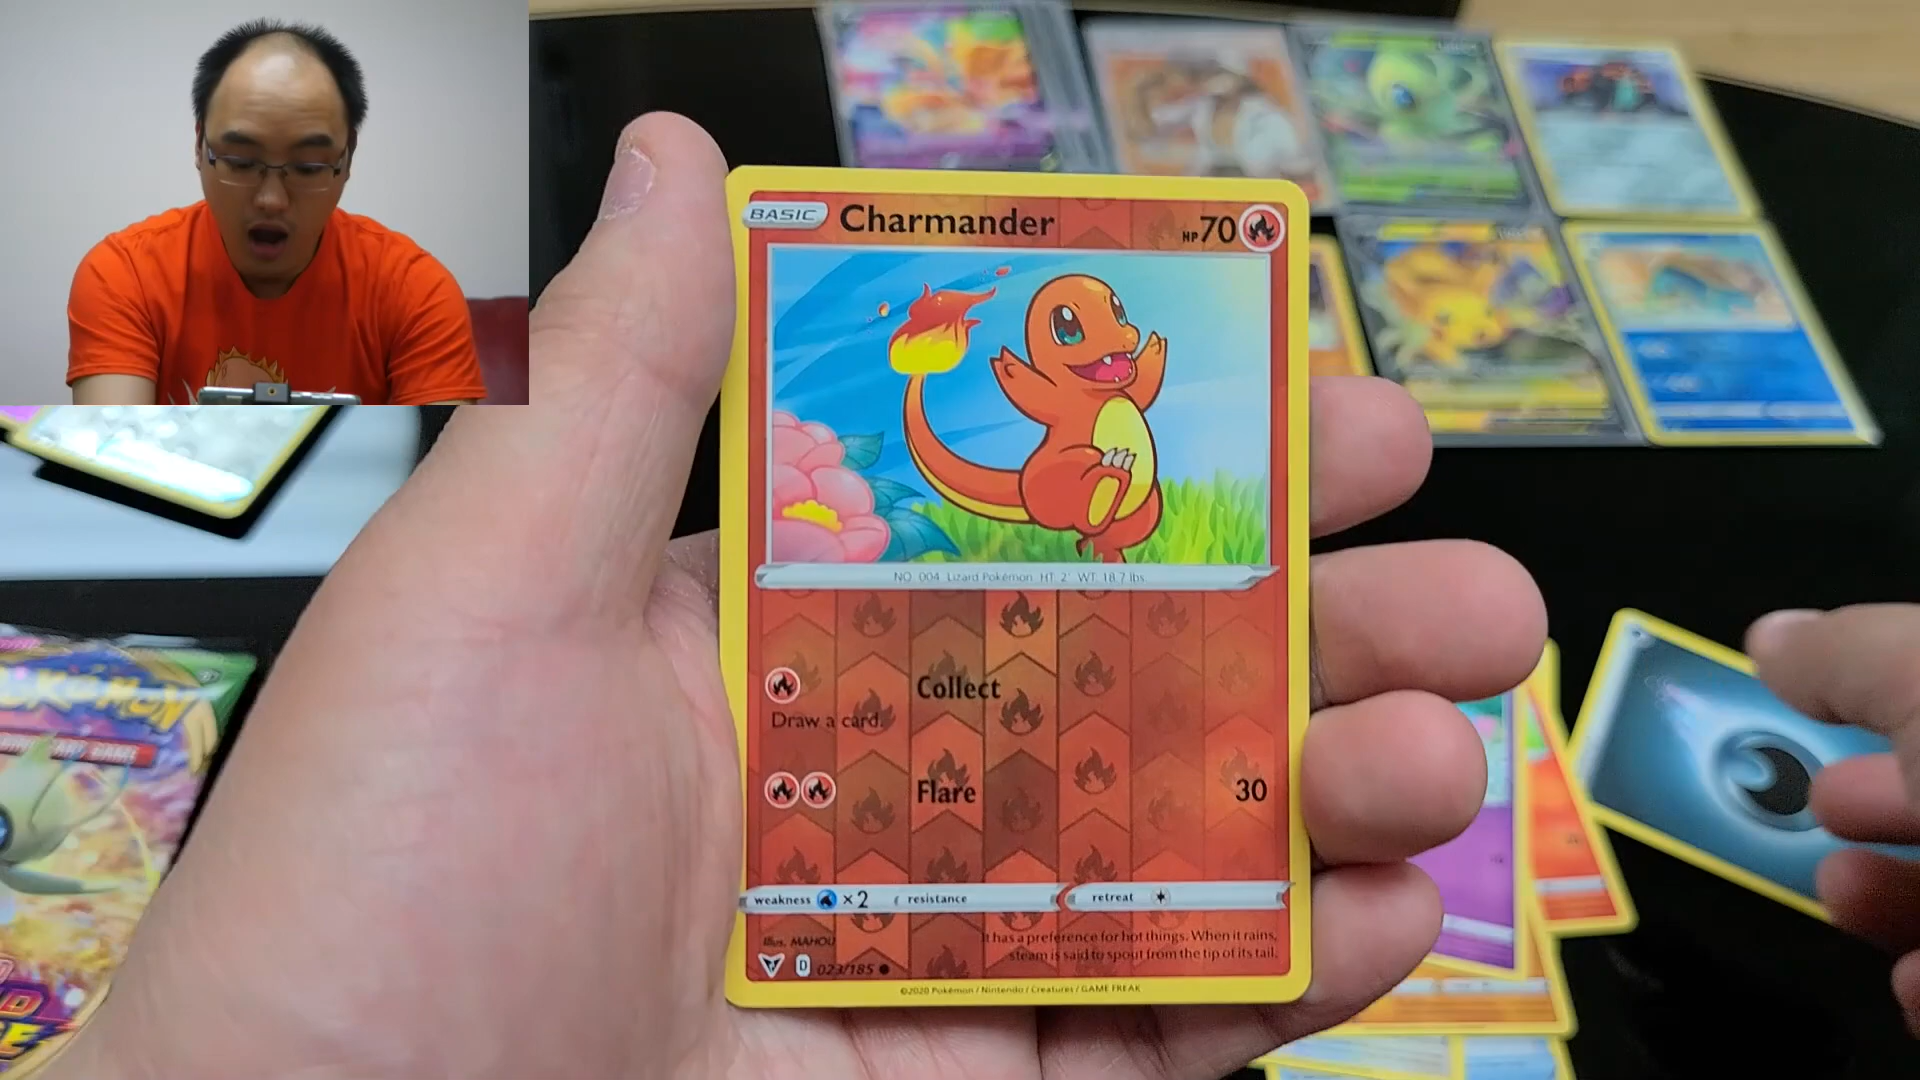 BASIC Charmander HP 70
NO. 004 Lizard Pokémon HT: 2' WT: 18.7 lbs.
Collect
Draw a card.
Flare 30
weakness ×2 resistance retreat
Illus. MAHOU
It has a preference for hot things. When it rains,
steam is said to spout from the tip of its tail.
D 023/185
©2020 Pokémon / Nintendo / Creatures / GAME FREAK